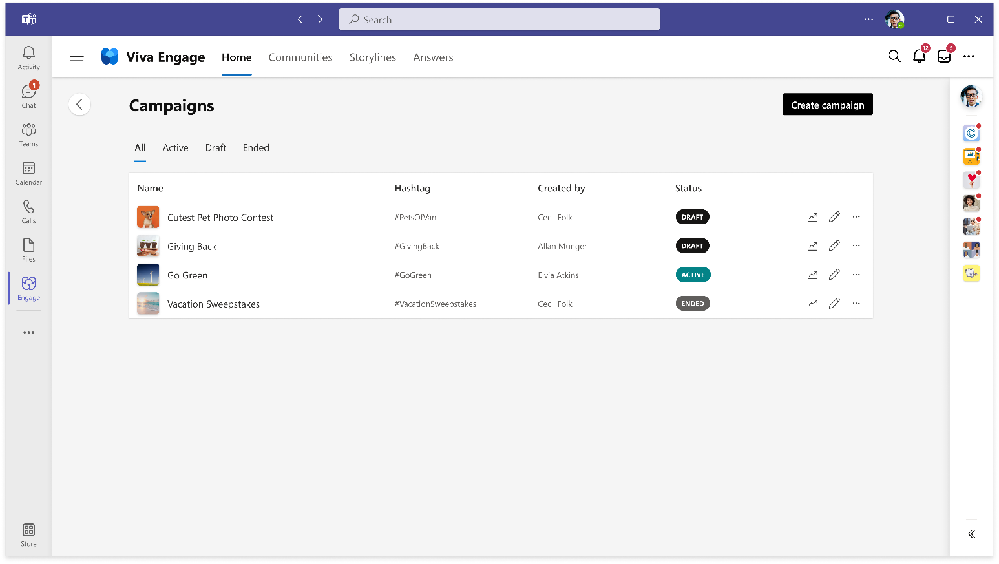 Search
12
5
Viva Engage Home Communities Storylines Answers
Activity
1
Chat
Teams
Calendar
Calls
Files
Engage
Store
Campaigns
Create campaign
All Active Draft Ended
Name Hashtag Created by Status
Cutest Pet Photo Contest #PetsOfVan Cecil Folk DRAFT
Giving Back #GivingBack Allan Munger DRAFT
Go Green #GoGreen Elvia Atkins ACTIVE
Vacation Sweepstakes #VacationSweepstakes Cecil Folk ENDED